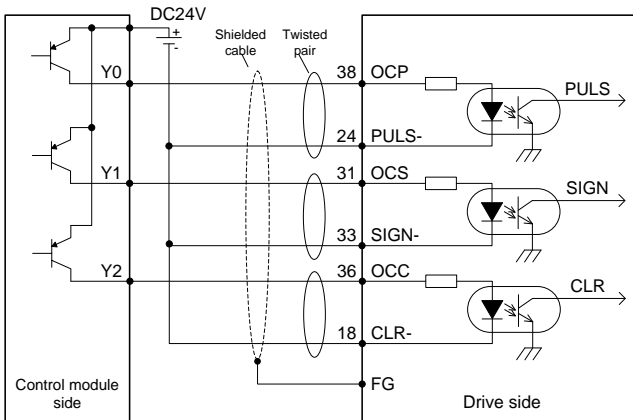 DC24V
+
-
Shielded
cable
Twisted
pair
Y0
38
OCP
PULS
24
PULS-
Y1
31
OCS
SIGN
33
SIGN-
Y2
36
OCC
CLR
18
CLR-
FG
Control module
side
Drive side